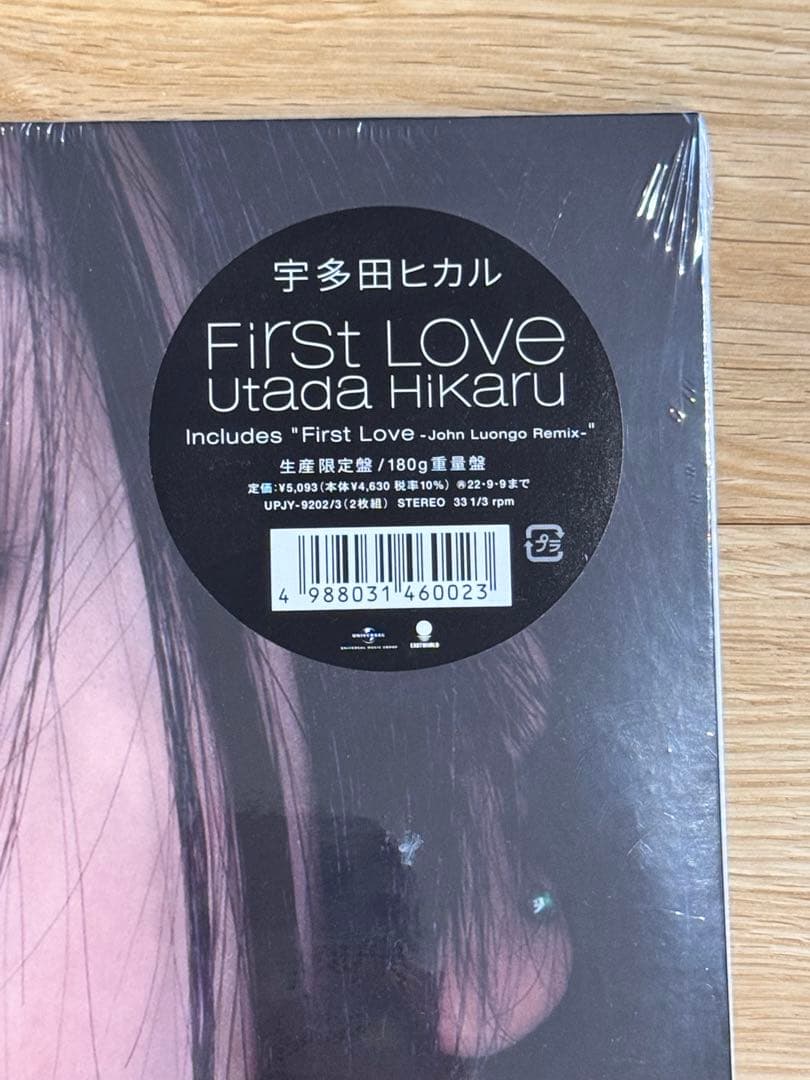 宇多田ヒカル
First Love
Utada Hikaru
Includes "First Love -John Luongo Remix-"
生産限定盤/180g重量盤
定価:¥5,093(本体¥4,630 税率10%) Ⓐ22・9・9まで
UPJY-9202/3(2枚組) STEREO 33 1/3 rpm
プラ
4 988031 460023
UNIVERSAL
UNIVERSAL MUSIC GROUP
EASTWORLD